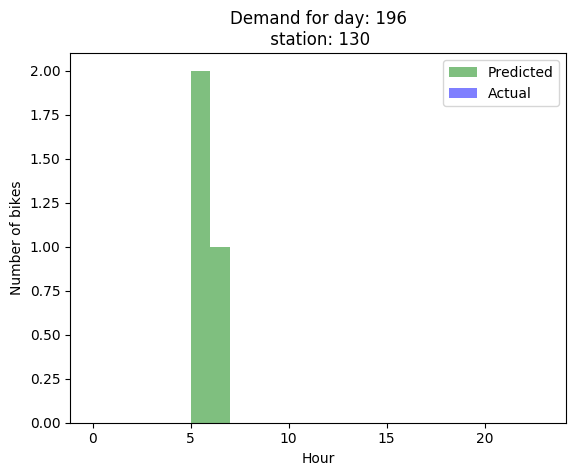 Demand for day: 196
station: 130
Predicted
Actual
2.00
1.75
1.50
1.25
1.00
0.75
0.50
0.25
0.00
Number of bikes
0 5 10 15 20
Hour